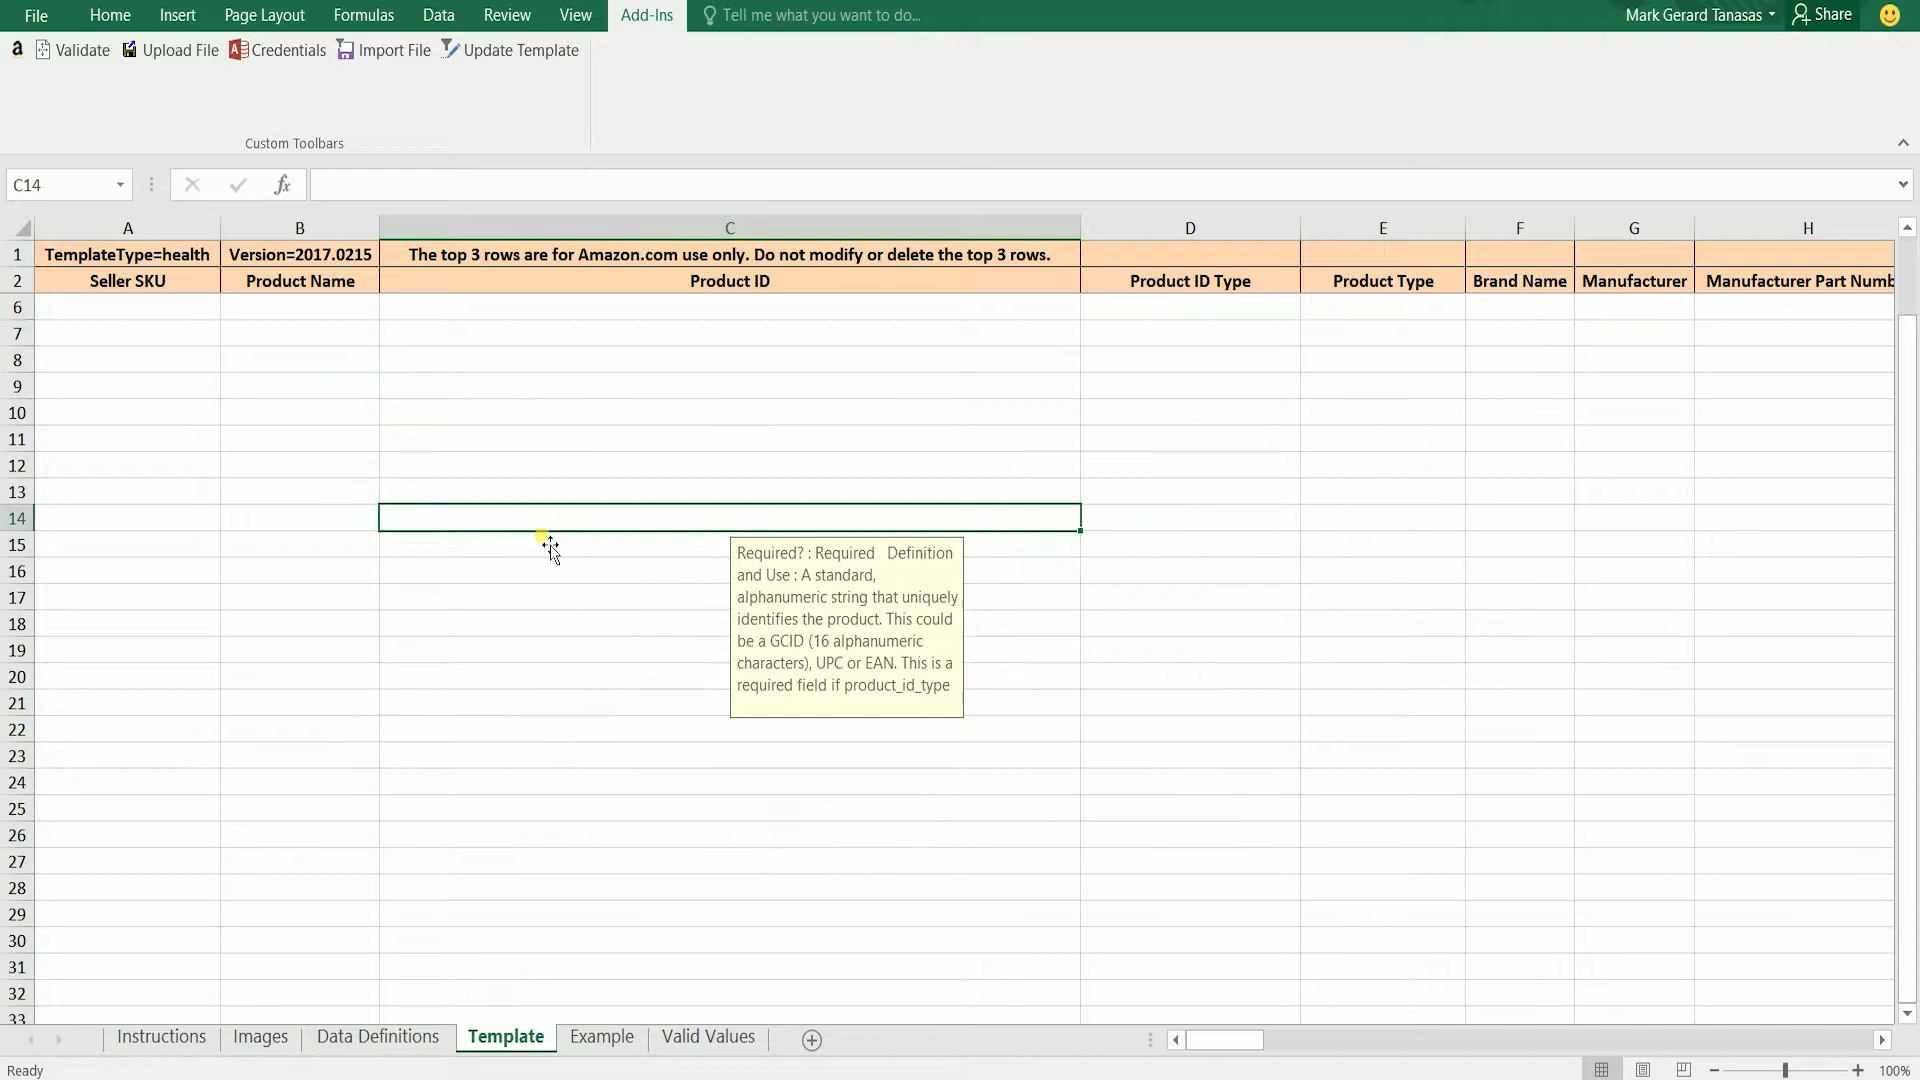 File Home Insert Page Layout Formulas Data Review View Add-Ins Tell me what you want to do... Mark Gerard Tanasas Share
a Validate Upload File Credentials Import File Update Template
Custom Toolbars
C14 fx
A B C D E F G H
1 TemplateType=health Version=2017.0215 The top 3 rows are for Amazon.com use only. Do not modify or delete the top 3 rows.
2 Seller SKU Product Name Product ID Product ID Type Product Type Brand Name Manufacturer Manufacturer Part Numb
6
7
8
9
10
11
12
13
14
15
16
17
18
19
20
21
22
23
24
25
26
27
28
29
30
31
32
33
Required? : Required Definition
and Use : A standard,
alphanumeric string that uniquely
identifies the product. This could
be a GCID (16 alphanumeric
characters), UPC or EAN. This is a
required field if product_id_type
Instructions Images Data Definitions Template Example Valid Values
Ready 100%